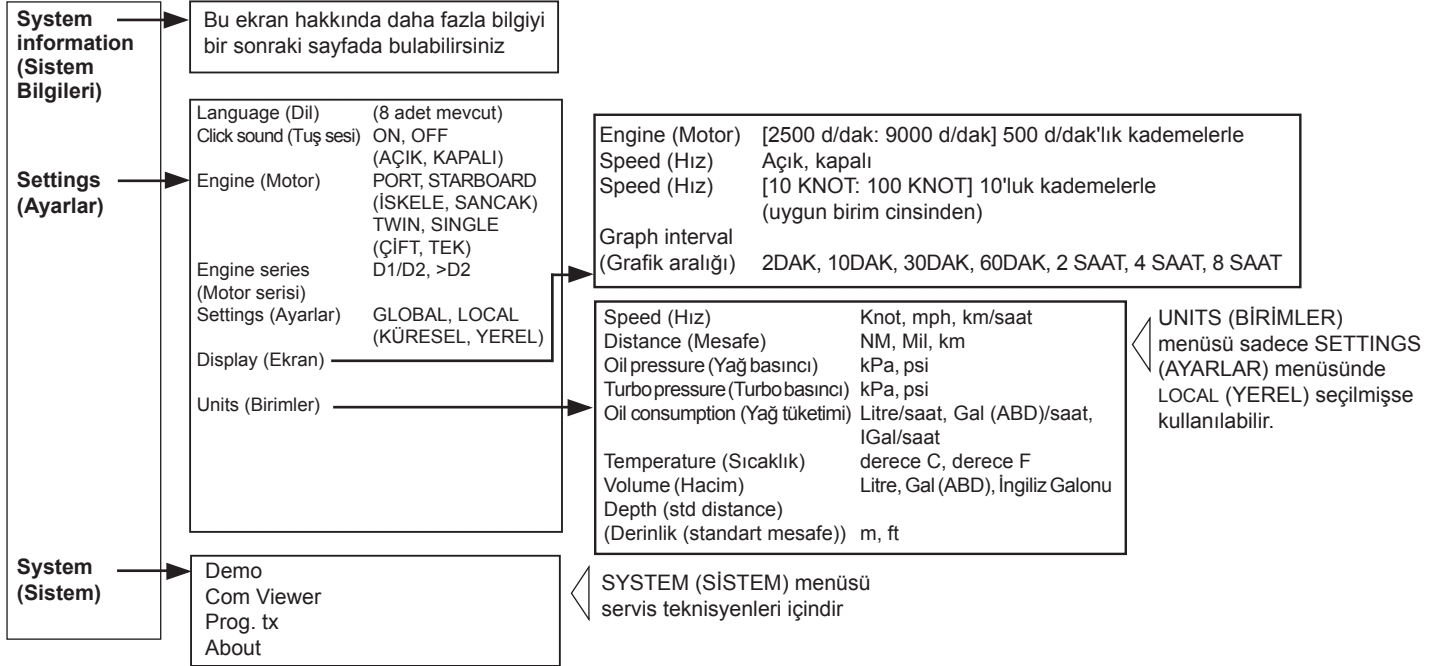 System
information
(Sistem
Bilgileri)
Bu ekran hakkında daha fazla bilgiyi
bir sonraki sayfada bulabilirsiniz
Settings
(Ayarlar)
Language (Dil) (8 adet mevcut)
Click sound (Tuş sesi) ON, OFF
(AÇIK, KAPALI)
Engine (Motor) PORT, STARBOARD
(İSKELE, SANCAK)
TWIN, SINGLE
(ÇİFT, TEK)
Engine series D1/D2, >D2
(Motor serisi)
Settings (Ayarlar) GLOBAL, LOCAL
(KÜRESEL, YEREL)
Display (Ekran)
Units (Birimler)
Engine (Motor) [2500 d/dak: 9000 d/dak] 500 d/dak'lık kademelerle
Speed (Hız) Açık, kapalı
Speed (Hız) [10 KNOT: 100 KNOT] 10'luk kademelerle
(uygun birim cinsinden)
Graph interval
(Grafik aralığı) 2DAK, 10DAK, 30DAK, 60DAK, 2 SAAT, 4 SAAT, 8 SAAT
Speed (Hız) Knot, mph, km/saat
Distance (Mesafe) NM, Mil, km
Oil pressure (Yağ basıncı) kPa, psi
Turbo pressure (Turbo basıncı) kPa, psi
Oil consumption (Yağ tüketimi) Litre/saat, Gal (ABD)/saat,
IGal/saat
Temperature (Sıcaklık) derece C, derece F
Volume (Hacim) Litre, Gal (ABD), İngiliz Galonu
Depth (std distance)
(Derinlik (standart mesafe)) m, ft
UNITS (BİRİMLER)
menüsü sadece SETTINGS
(AYARLAR) menüsünde
LOCAL (YEREL) seçilmişse
kullanılabilir.
System
(Sistem)
Demo
Com Viewer
Prog. tx
About
SYSTEM (SİSTEM) menüsü
servis teknisyenleri içindir